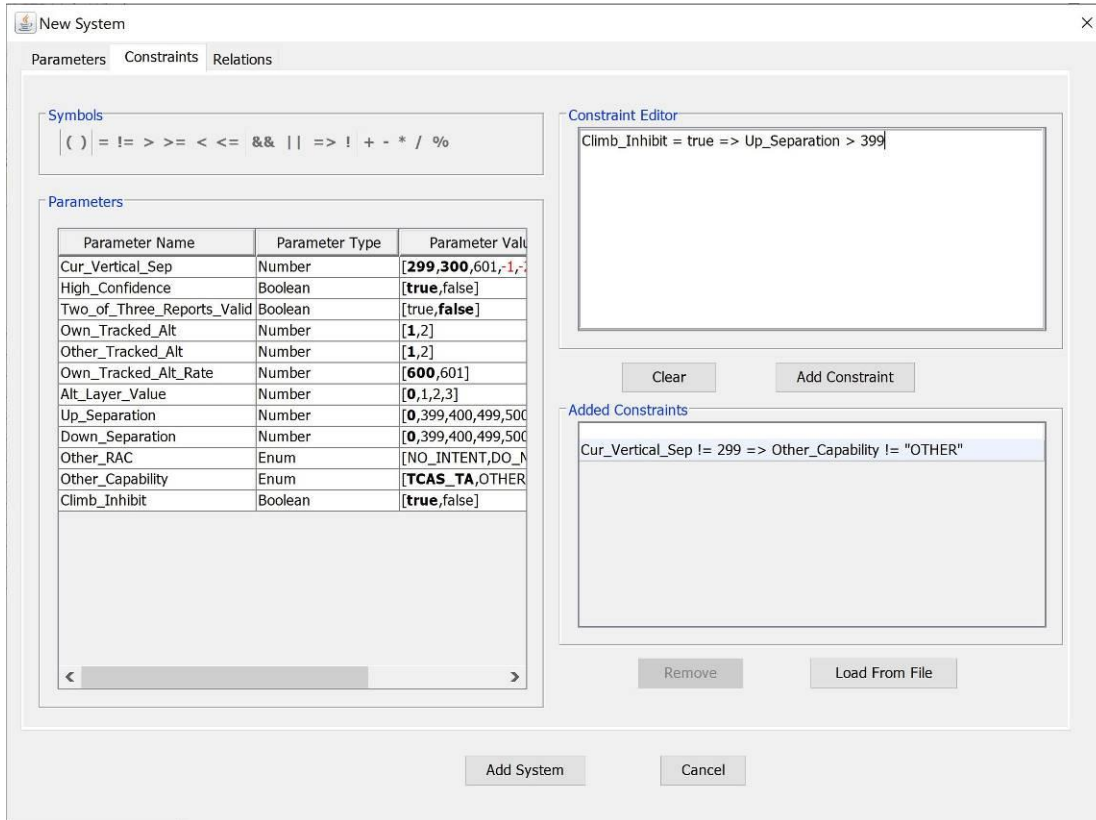 New System
Parameters Constraints Relations
Symbols
( ) = != > >= < <= && || => ! + - * / %
Parameters
Parameter Name Parameter Type Parameter Valu
Cur_Vertical_Sep Number [299,300,601,-1,-2
High_Confidence Boolean [true,false]
Two_of_Three_Reports_Valid Boolean [true,false]
Own_Tracked_Alt Number [1,2]
Other_Tracked_Alt Number [1,2]
Own_Tracked_Alt_Rate Number [600,601]
Alt_Layer_Value Number [0,1,2,3]
Up_Separation Number [0,399,400,499,500
Down_Separation Number [0,399,400,499,500
Other_RAC Enum [NO_INTENT,DO_N
Other_Capability Enum [TCAS_TA,OTHER
Climb_Inhibit Boolean [true,false]
Constraint Editor
Climb_Inhibit = true => Up_Separation > 399
Clear Add Constraint
Added Constraints
Cur_Vertical_Sep != 299 => Other_Capability != "OTHER"
Remove Load From File
Add System Cancel